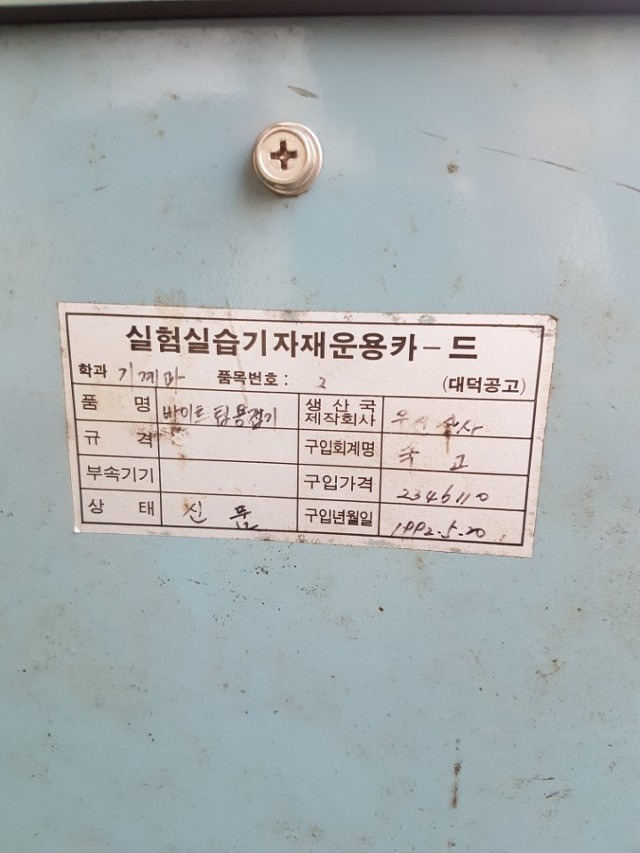 실험실습기자재운용카-드
학과 기계과 품목번호 : 2 (대덕공고)
품 명 바이트팁용접기 생 산 국 제작회사
규 격 구입회계명 국 고
부속기기 구입가격 2346110
상 태 신 품 구입년월일 1992.5.20